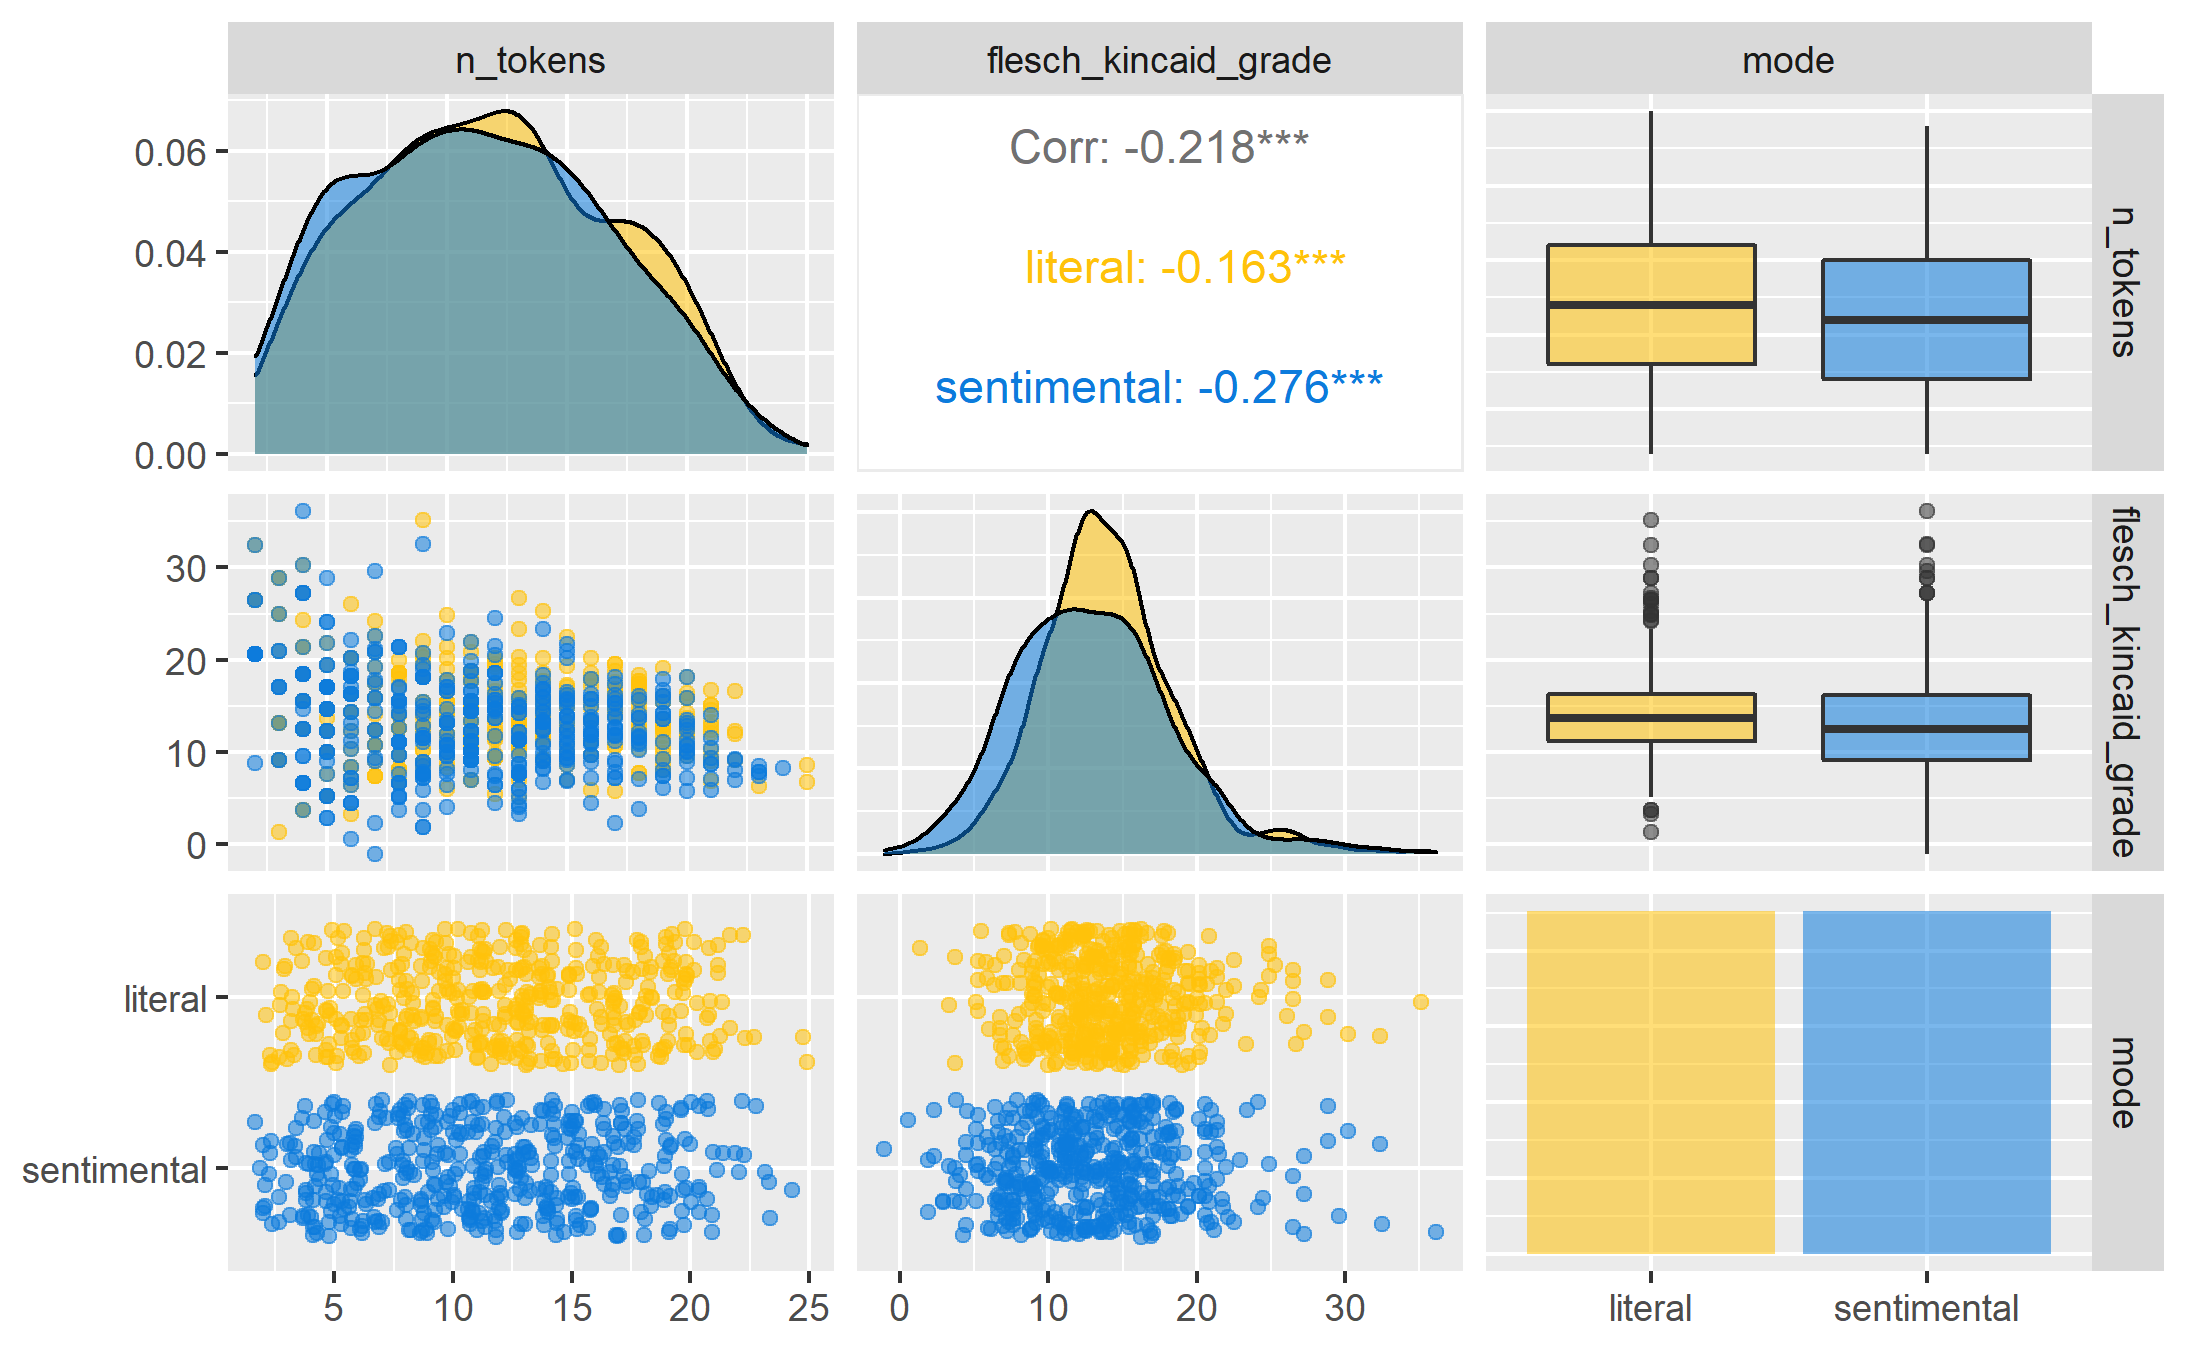 n_tokens
flesch_kincaid_grade
mode
0.06
0.04
0.02
0.00
Corr: -0.218***
literal: -0.163***
sentimental: -0.276***
n_tokens
30
20
10
0
flesch_kincaid_grade
literal
sentimental
mode
5
10
15
20
25
0
10
20
30
literal
sentimental